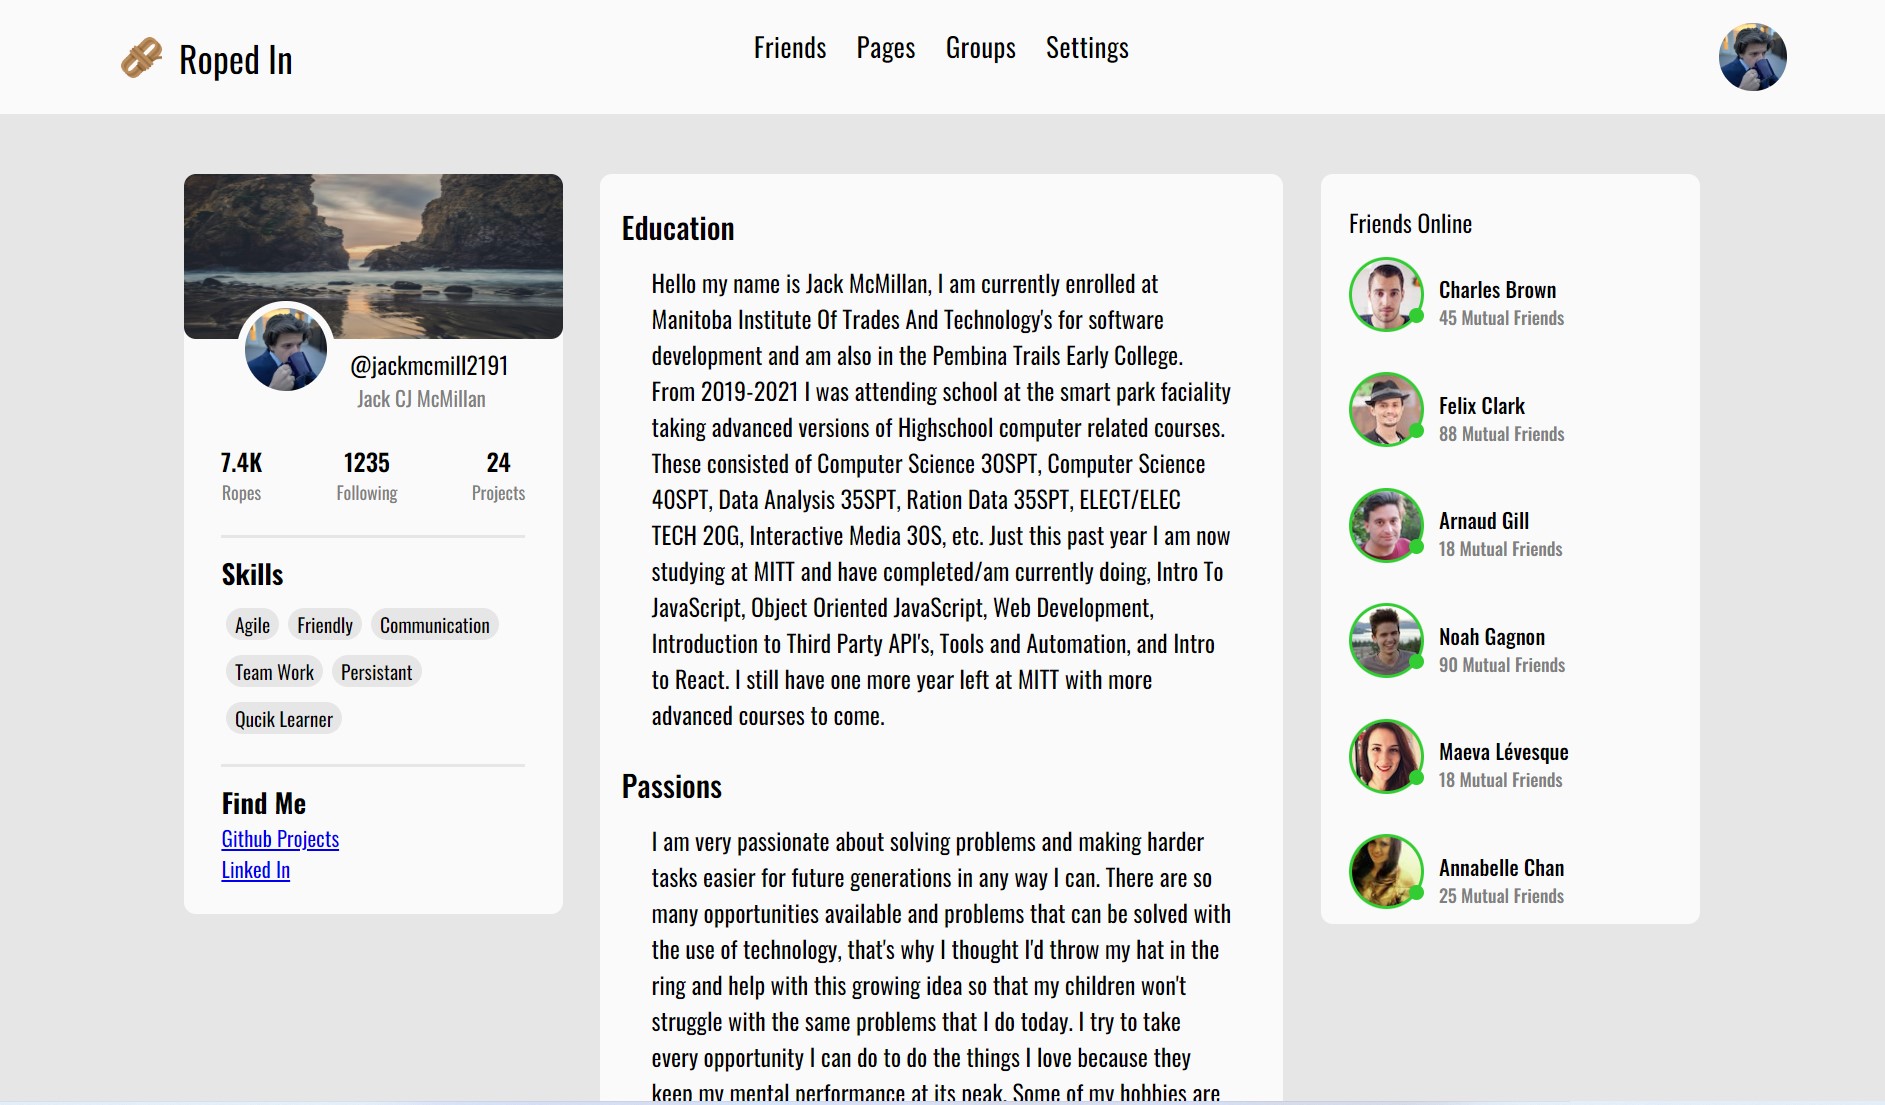 Roped In
Friends Pages Groups Settings
@jackmcmill2191
Jack CJ McMillan
7.4K 1235 24
Ropes Following Projects
Skills
Agile Friendly Communication
Team Work Persistant
Qucik Learner
Find Me
Github Projects
Linked In
Education
Hello my name is Jack McMillan, I am currently enrolled at
Manitoba Institute Of Trades And Technology's for software
development and am also in the Pembina Trails Early College.
From 2019-2021 I was attending school at the smart park faciality
taking advanced versions of Highschool computer related courses.
These consisted of Computer Science 30SPT, Computer Science
40SPT, Data Analysis 35SPT, Ration Data 35SPT, ELECT/ELEC
TECH 20G, Interactive Media 30S, etc. Just this past year I am now
studying at MITT and have completed/am currently doing, Intro To
JavaScript, Object Oriented JavaScript, Web Development,
Introduction to Third Party API's, Tools and Automation, and Intro
to React. I still have one more year left at MITT with more
advanced courses to come.
Passions
I am very passionate about solving problems and making harder
tasks easier for future generations in any way I can. There are so
many opportunities available and problems that can be solved with
the use of technology, that's why I thought I'd throw my hat in the
ring and help with this growing idea so that my children won't
struggle with the same problems that I do today. I try to take
every opportunity I can do to do the things I love because they
keep my mental performance at its peak. Some of my hobbies are
Friends Online
Charles Brown
45 Mutual Friends
Felix Clark
88 Mutual Friends
Arnaud Gill
18 Mutual Friends
Noah Gagnon
90 Mutual Friends
Maeva Lévesque
18 Mutual Friends
Annabelle Chan
25 Mutual Friends